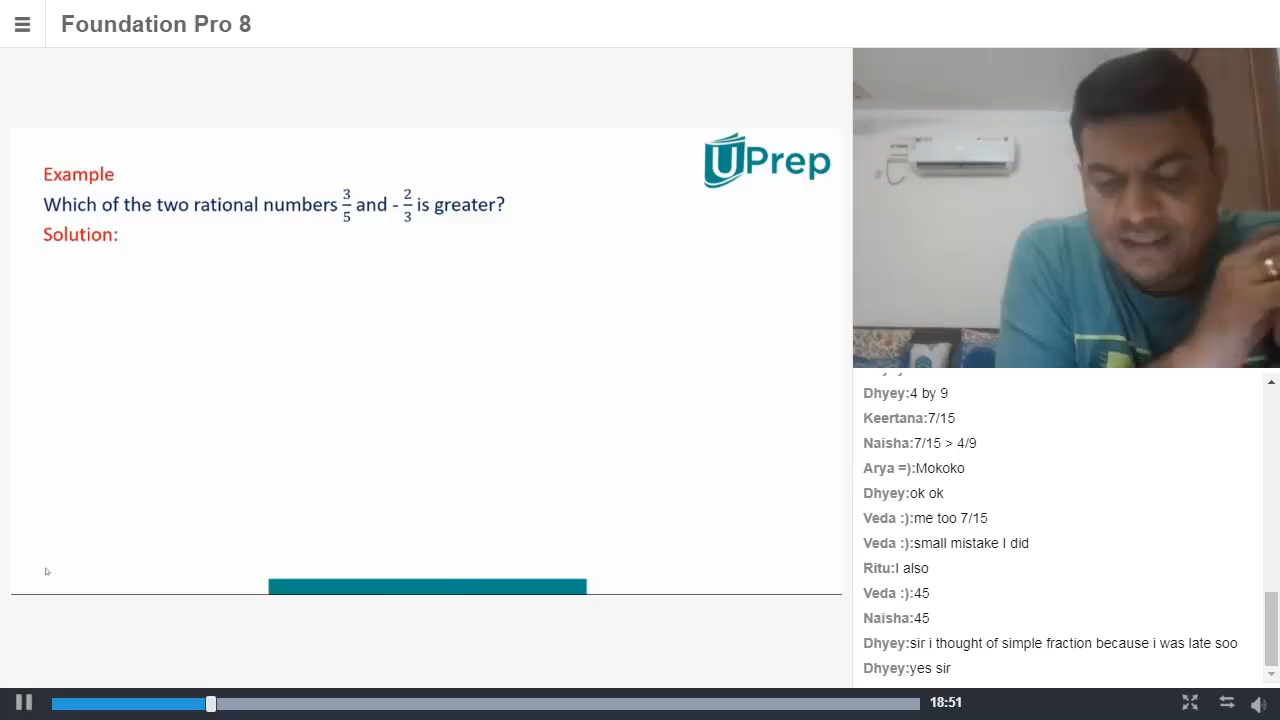 Foundation Pro 8
UPrep
Example
Which of the two rational numbers 3/5 and - 2/3 is greater?
Solution:
Dhyey:4 by 9
Keertana:7/15
Naisha:7/15 > 4/9
Arya =):Mokoko
Dhyey:ok ok
Veda :):me too 7/15
Veda :):small mistake I did
Ritu:I also
Veda :):45
Naisha:45
Dhyey:sir i thought of simple fraction because i was late soo
Dhyey:yes sir
18:51